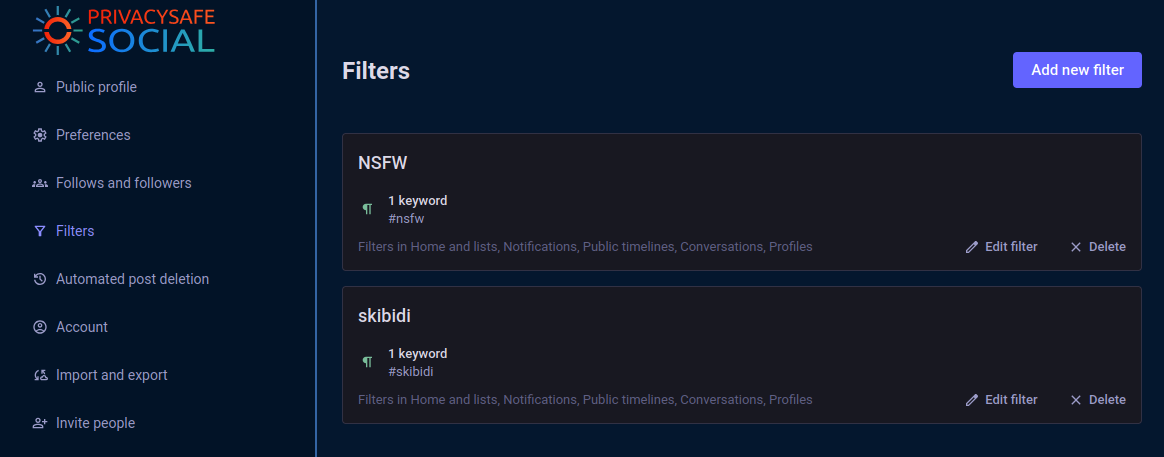 PRIVACYSAFE
SOCIAL
Public profile
Preferences
Follows and followers
Filters
Automated post deletion
Account
Import and export
Invite people
Filters
Add new filter
NSFW
1 keyword
#nsfw
Filters in Home and lists, Notifications, Public timelines, Conversations, Profiles
Edit filter
Delete
skibidi
1 keyword
#skibidi
Filters in Home and lists, Notifications, Public timelines, Conversations, Profiles
Edit filter
Delete